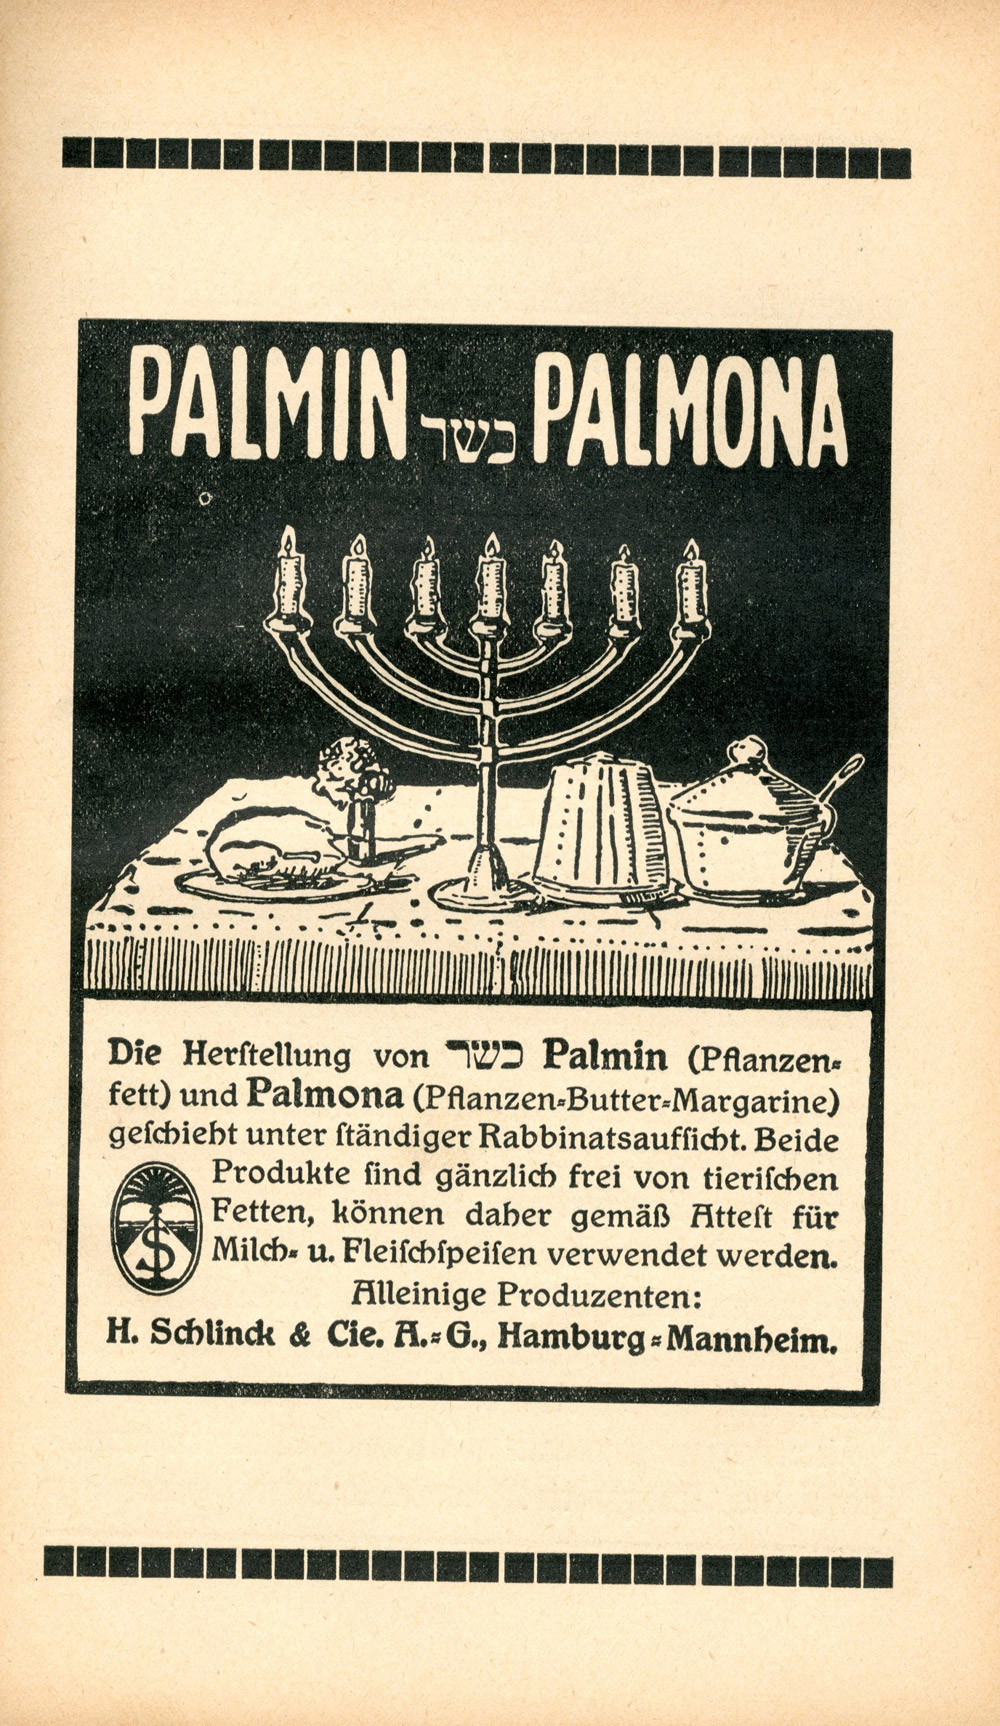 PALMIN כשר PALMONA
Die Herſtellung von כשר Palmin (Pflanzen-
fett) und Palmona (Pflanzen-Butter-Margarine)
geſchieht unter ſtändiger Rabbinatsaufſicht. Beide
Produkte ſind gänzlich frei von tieriſchen
Fetten, können daher gemäß Atteſt für
Milch- u. Fleiſchſpeiſen verwendet werden.
S
Alleinige Produzenten:
H. Schlinck & Cie. A.-G., Hamburg-Mannheim.